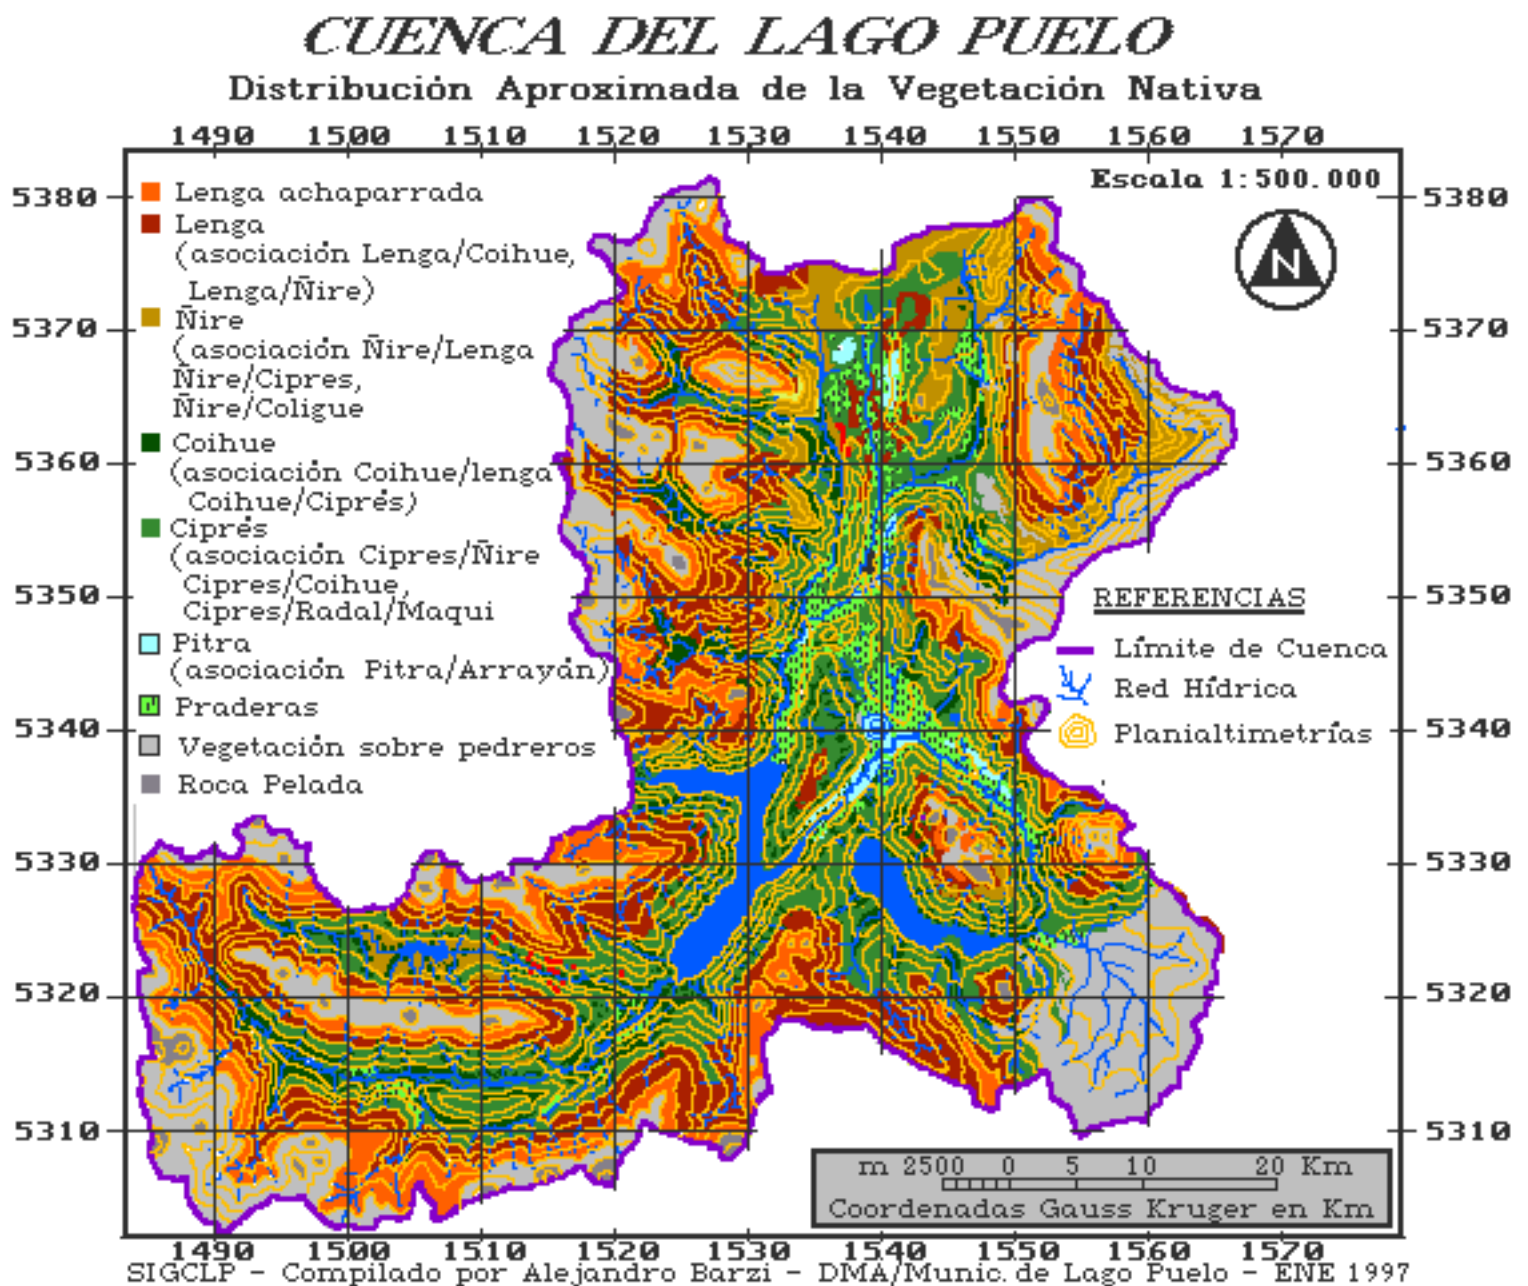 CUENCA DEL LAGO PUELO
Distribución Aproximada de la Vegetación Nativa
1490 1500 1510 1520 1530 1540 1550 1560 1570
Escala 1:500.000
N
5380 5380
5370 5370
5360 5360
5350 5350
5340 5340
5330 5330
5320 5320
5310 5310
Lenga achaparrada
Lenga
(asociación Lenga/Coihue,
Lenga/Ñire)
Ñire
(asociación Ñire/Lenga
Ñire/Cipres,
Ñire/Coligue
Coihue
(asociación Coihue/lenga
Coihue/Ciprés)
Ciprés
(asociación Cipres/Ñire
Cipres/Coihue,
Cipres/Radal/Maqui
Pitra
(asociación Pitra/Arrayán)
Praderas
Vegetación sobre pedreros
Roca Pelada
REFERENCIAS
Límite de Cuenca
Red Hídrica
Planialtimetrías
m 2500 0 5 10 20 Km
Coordenadas Gauss Kruger en Km
1490 1500 1510 1520 1530 1540 1550 1560 1570
SIGCLP - Compilado por Alejandro Barzi - DMA/Munic. de Lago Puelo - ENE 1997